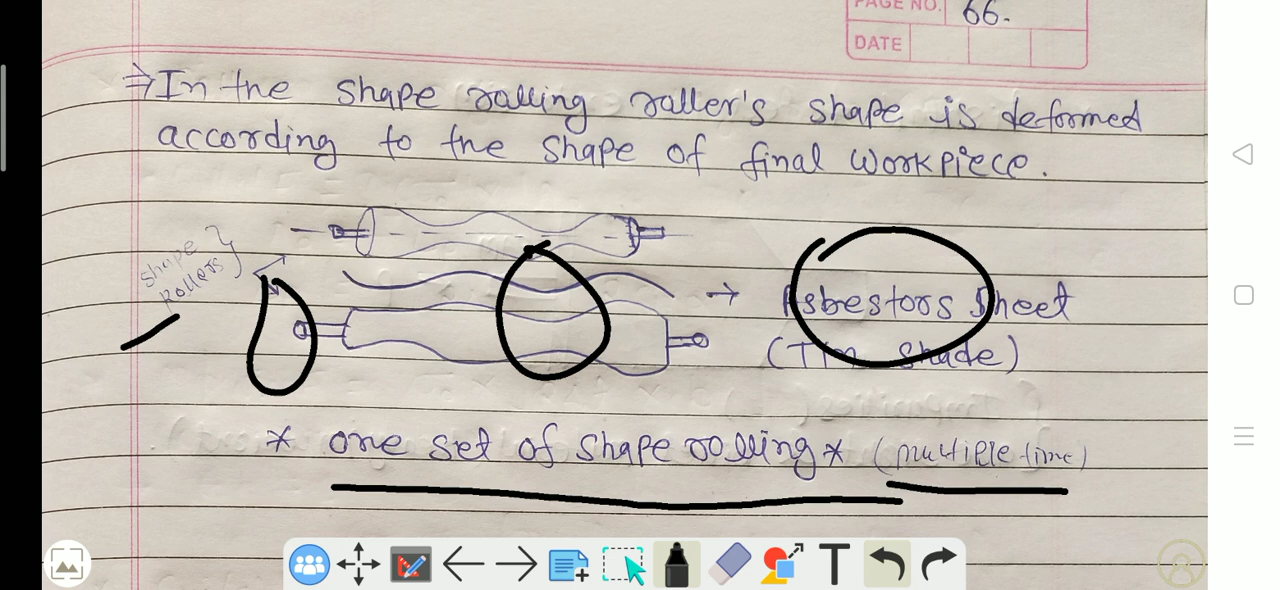 PAGE NO. 66.
DATE
⇒ In the shape rolling roller's shape is deformed
according to the shape of final workpiece.
shape
Rollers
→ Asbestors sheet
(Tin shade)
* one set of shape rolling * (multiple time)
T